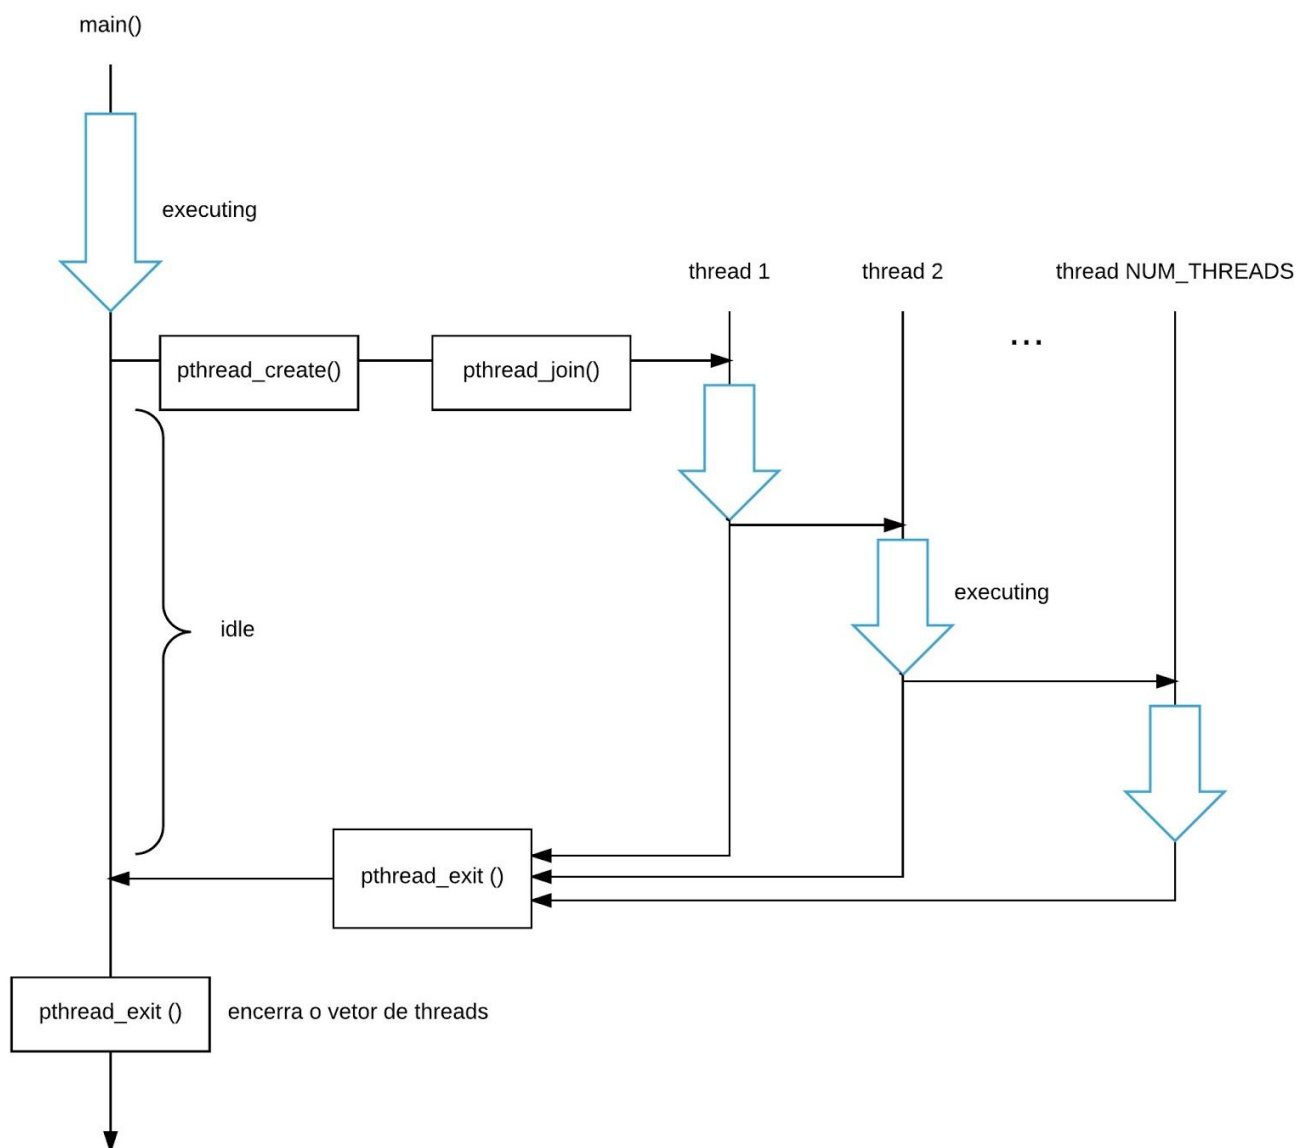 main()
executing
thread 1
thread 2
thread NUM_THREADS
...
pthread_create()
pthread_join()
executing
idle
pthread_exit ()
pthread_exit ()
encerra o vetor de threads